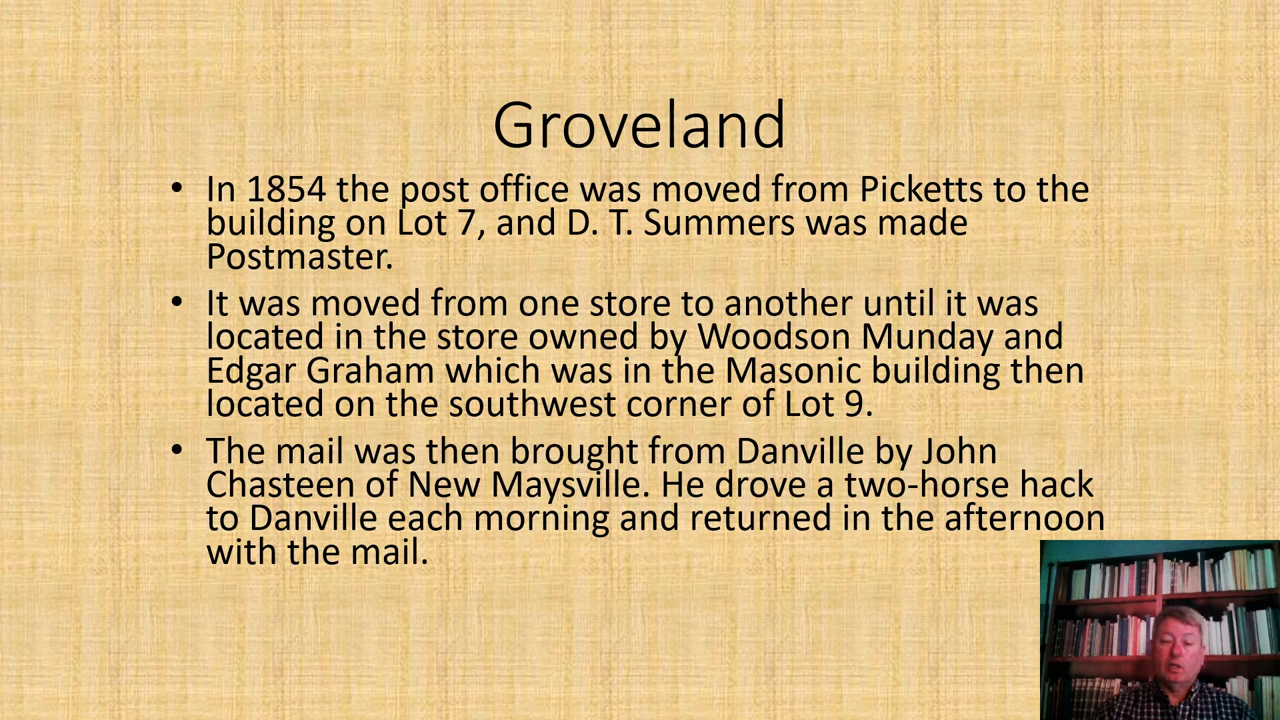 Groveland
• In 1854 the post office was moved from Picketts to the
building on Lot 7, and D. T. Summers was made
Postmaster.
• It was moved from one store to another until it was
located in the store owned by Woodson Munday and
Edgar Graham which was in the Masonic building then
located on the southwest corner of Lot 9.
• The mail was then brought from Danville by John
Chasteen of New Maysville. He drove a two-horse hack
to Danville each morning and returned in the afternoon
with the mail.